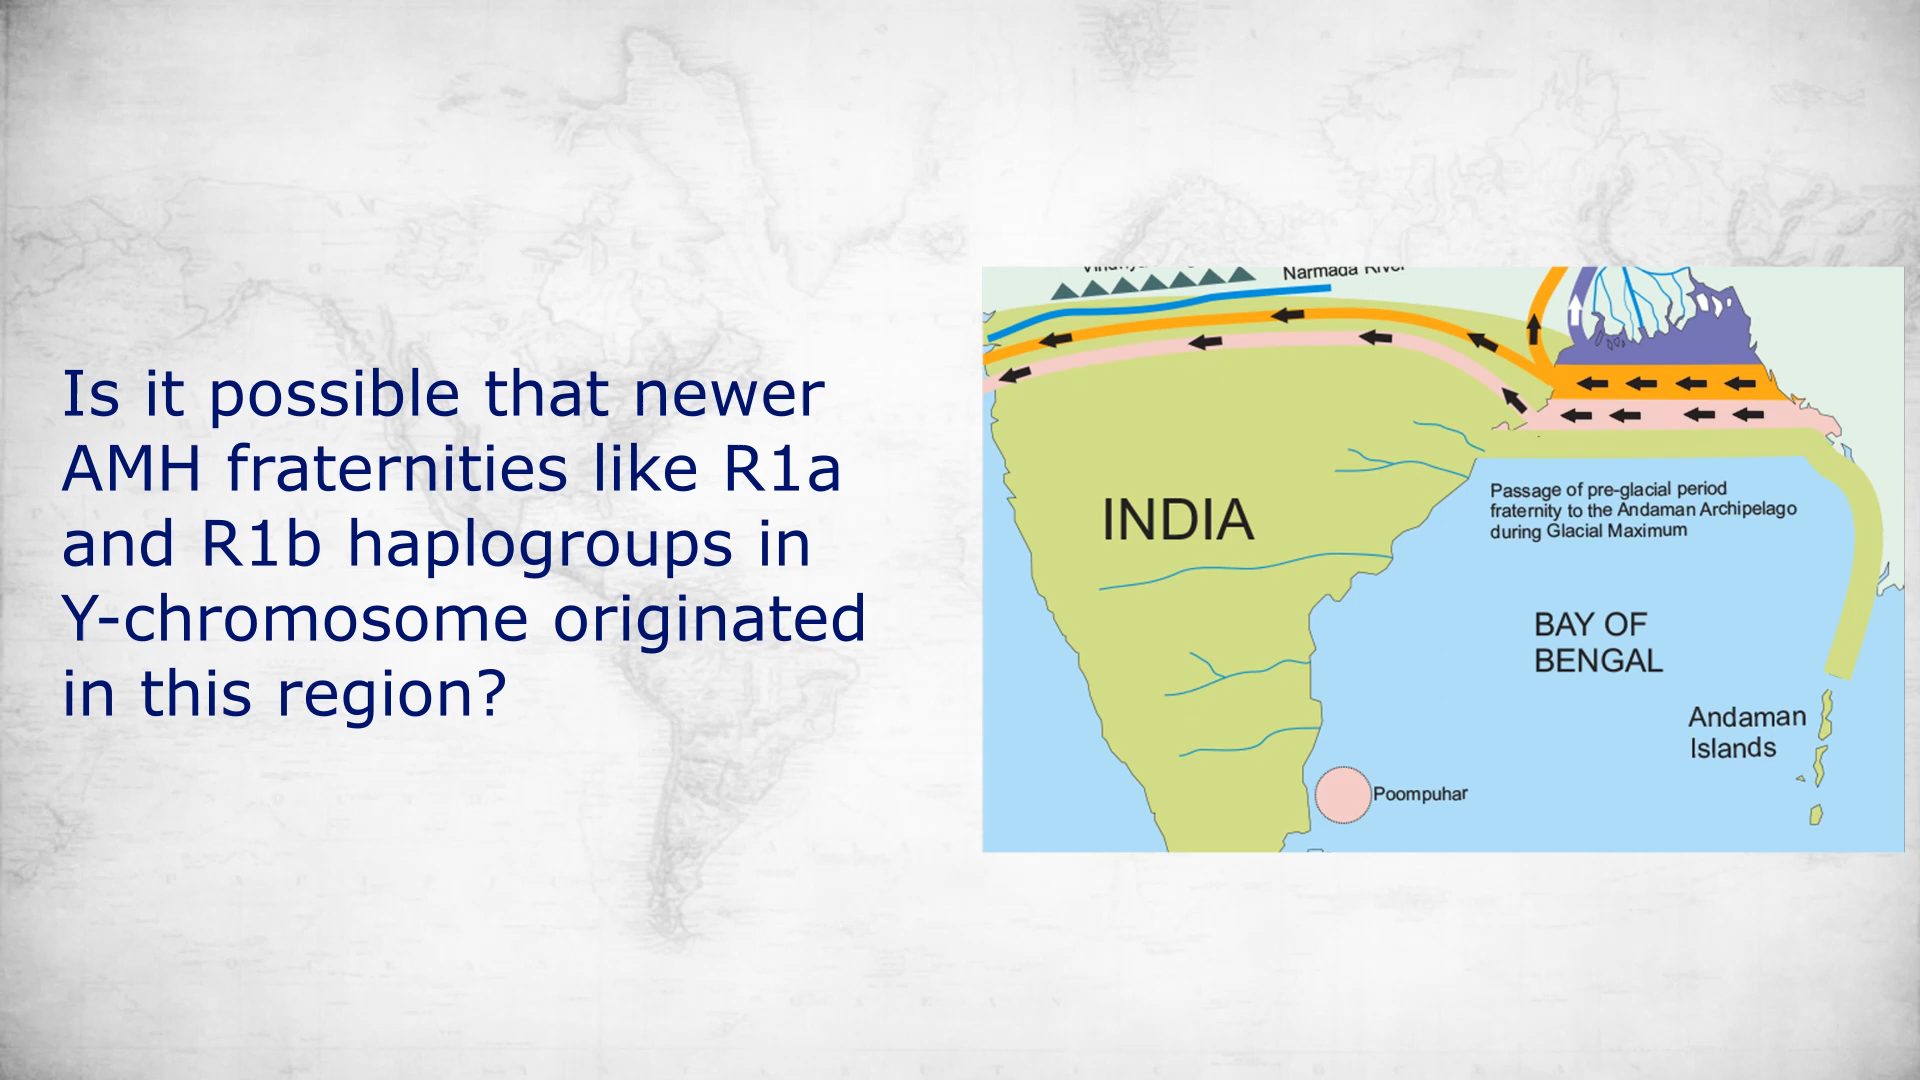 Is it possible that newer
AMH fraternities like R1a
and R1b haplogroups in
Y-chromosome originated
in this region?
Narmada River
INDIA
Passage of pre-glacial period
fraternity to the Andaman Archipelago
during Glacial Maximum
BAY OF
BENGAL
Andaman
Islands
Poompuhar